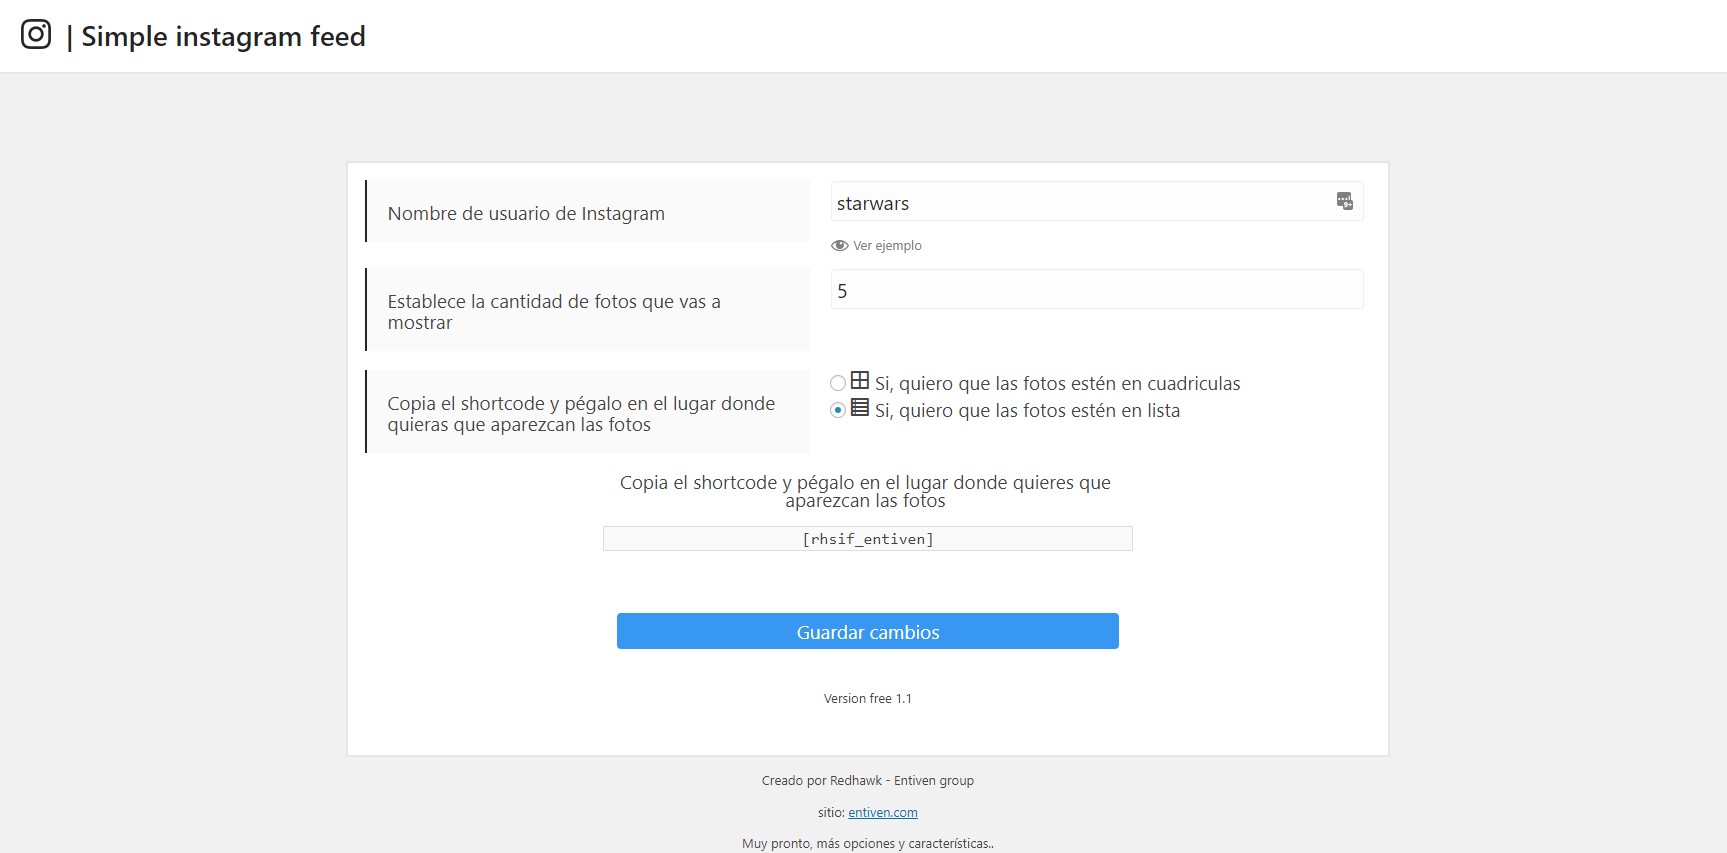 | Simple instagram feed
Nombre de usuario de Instagram
starwars
Ver ejemplo
Establece la cantidad de fotos que vas a
mostrar
5
Copia el shortcode y pégalo en el lugar donde
quieras que aparezcan las fotos
Si, quiero que las fotos estén en cuadriculas
Si, quiero que las fotos estén en lista
Copia el shortcode y pégalo en el lugar donde quieres que
aparezcan las fotos
[rhsif_entiven]
Guardar cambios
Version free 1.1
Creado por Redhawk - Entiven group
sitio: entiven.com
Muy pronto, más opciones y características..